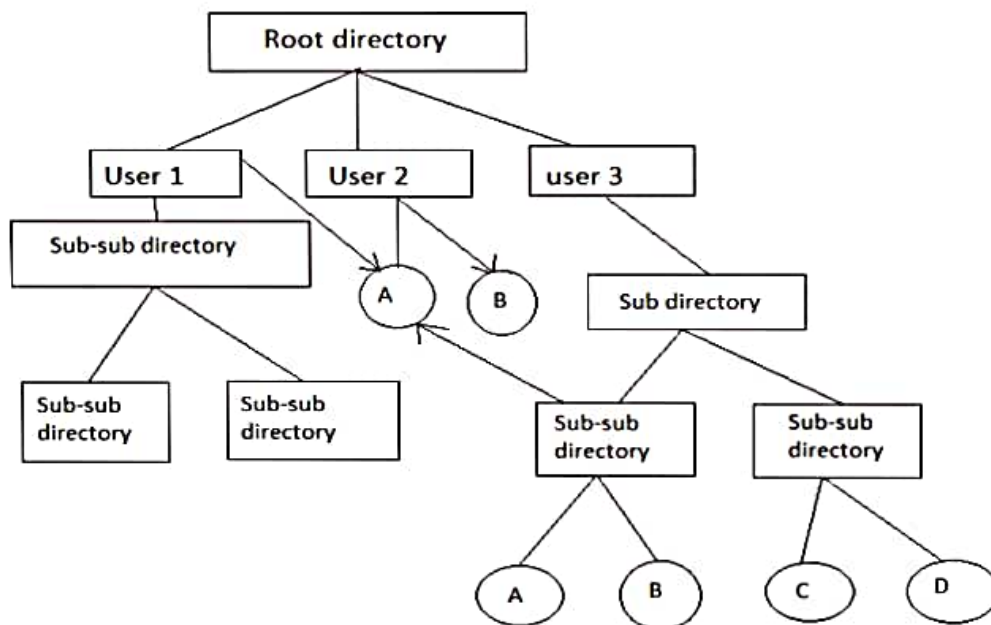 Root directory
User 1
User 2
user 3
Sub-sub directory
A
B
Sub directory
Sub-sub
directory
Sub-sub
directory
Sub-sub
directory
Sub-sub
directory
A
B
C
D